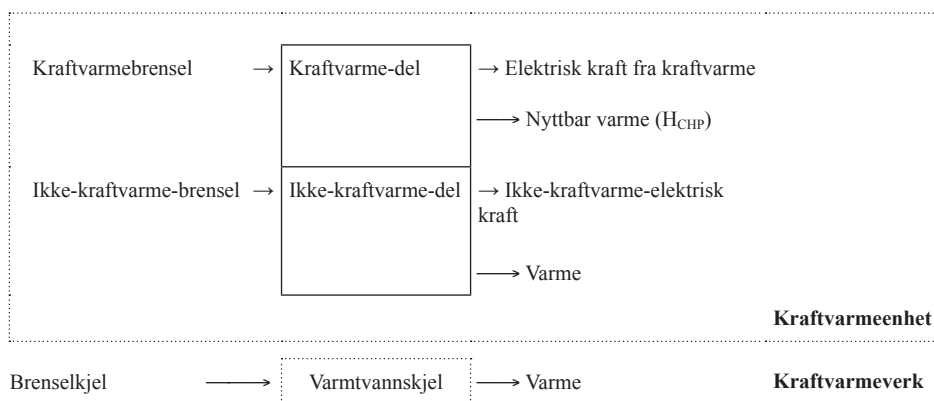 Kraftvarmebrensel → Kraftvarme-del → Elektrisk kraft fra kraftvarme
→ Nyttbar varme (H_CHP)
Ikke-kraftvarme-brensel → Ikke-kraftvarme-del → Ikke-kraftvarme-elektrisk
kraft
→ Varme
Kraftvarmeenhet
Brenselkjel → Varmtvannskjel → Varme Kraftvarmeverk